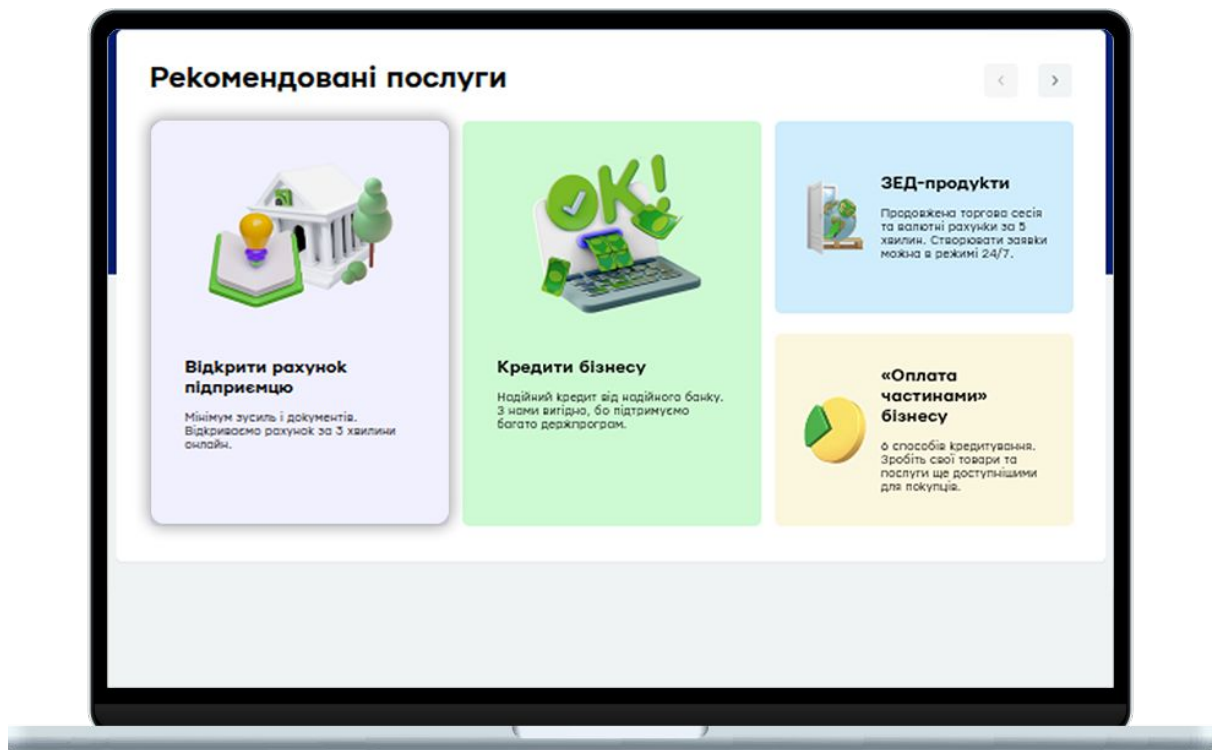 Рекомендовані послуги
OK!
Відкрити рахунок
підприємцю
Мінімум зусиль і документів.
Відкриваємо рахунок за 3 хвилини
онлайн.
Кредити бізнесу
Надійний кредит від надійного банку.
З нами вигідно, бо підтримуємо
багато держпрограм.
ЗЕД-продукти
Продовжена торгова сесія
та валютні рахунки за 5
хвилин. Створювати заявки
можна в режимі 24/7.
«Оплата
частинами»
бізнесу
6 способів кредитування.
Зробіть свої товари та
послуги ще доступнішими
для покупців.